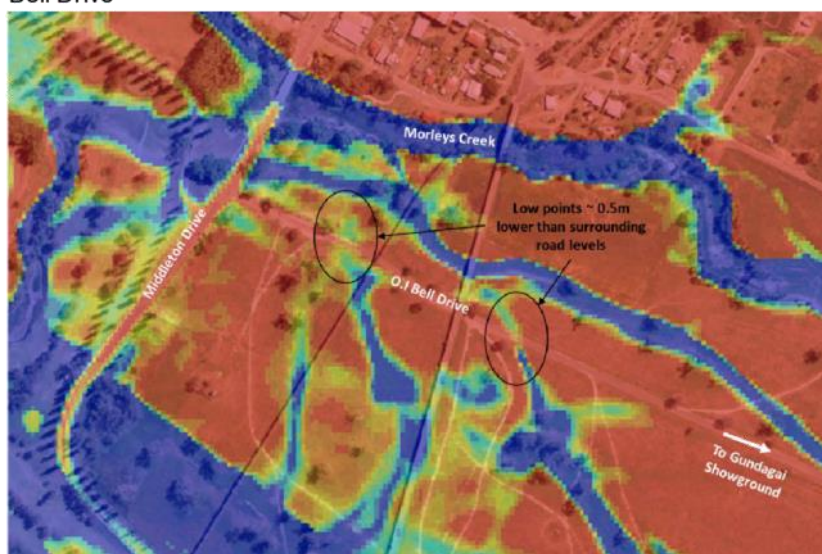 Bell Drive
Morleys Creek
Low points ~ 0.5m
lower than surrounding
road levels
Middleton Drive
O.I Bell Drive
To Gundagai
Showground